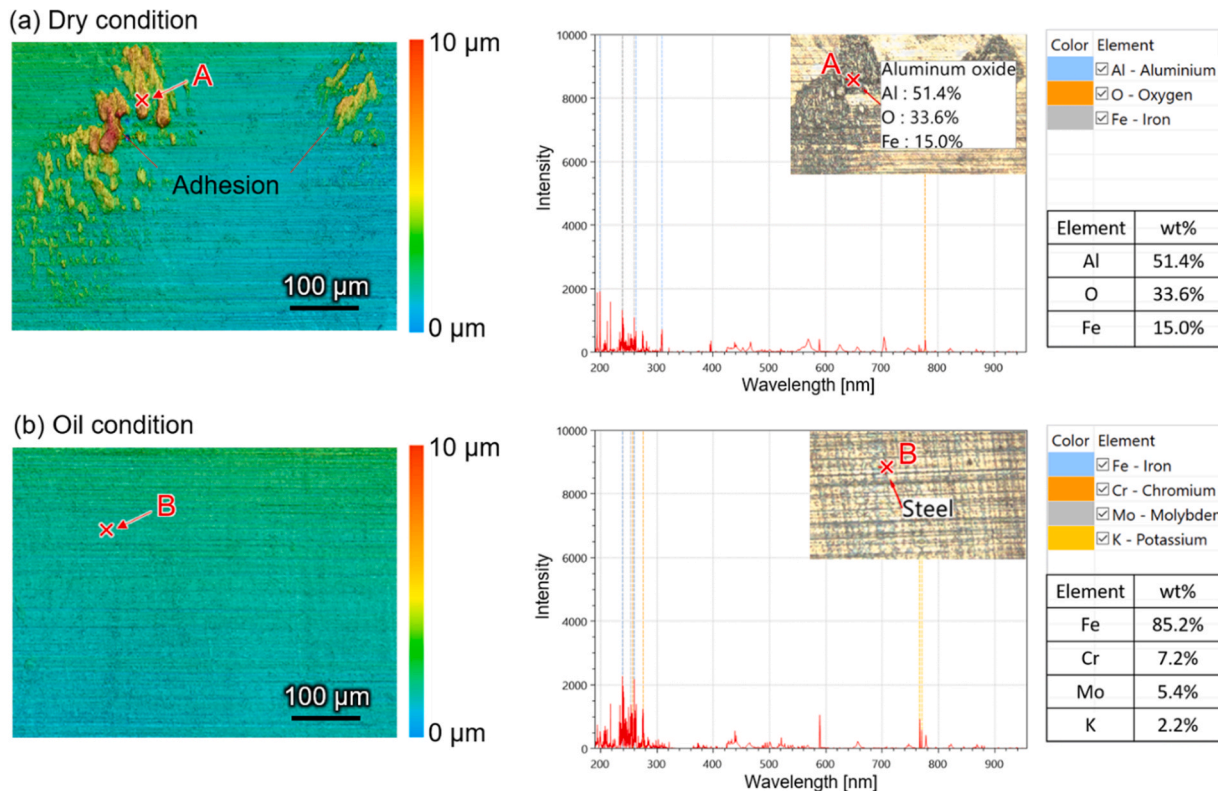 (a) Dry condition
10 µm
A
Adhesion
100 µm
0 µm
Intensity
10000
8000
6000
4000
2000
0
200 300 400 500 600 700 800 900
Wavelength [nm]
A
Aluminum oxide
Al : 51.4%
O : 33.6%
Fe : 15.0%
Color Element
Al - Aluminium
O - Oxygen
Fe - Iron
Element wt%
Al 51.4%
O 33.6%
Fe 15.0%
(b) Oil condition
10 µm
B
100 µm
0 µm
Intensity
10000
8000
6000
4000
2000
0
200 300 400 500 600 700 800 900
Wavelength [nm]
B
Steel
Color Element
Fe - Iron
Cr - Chromium
Mo - Molybder
K - Potassium
Element wt%
Fe 85.2%
Cr 7.2%
Mo 5.4%
K 2.2%